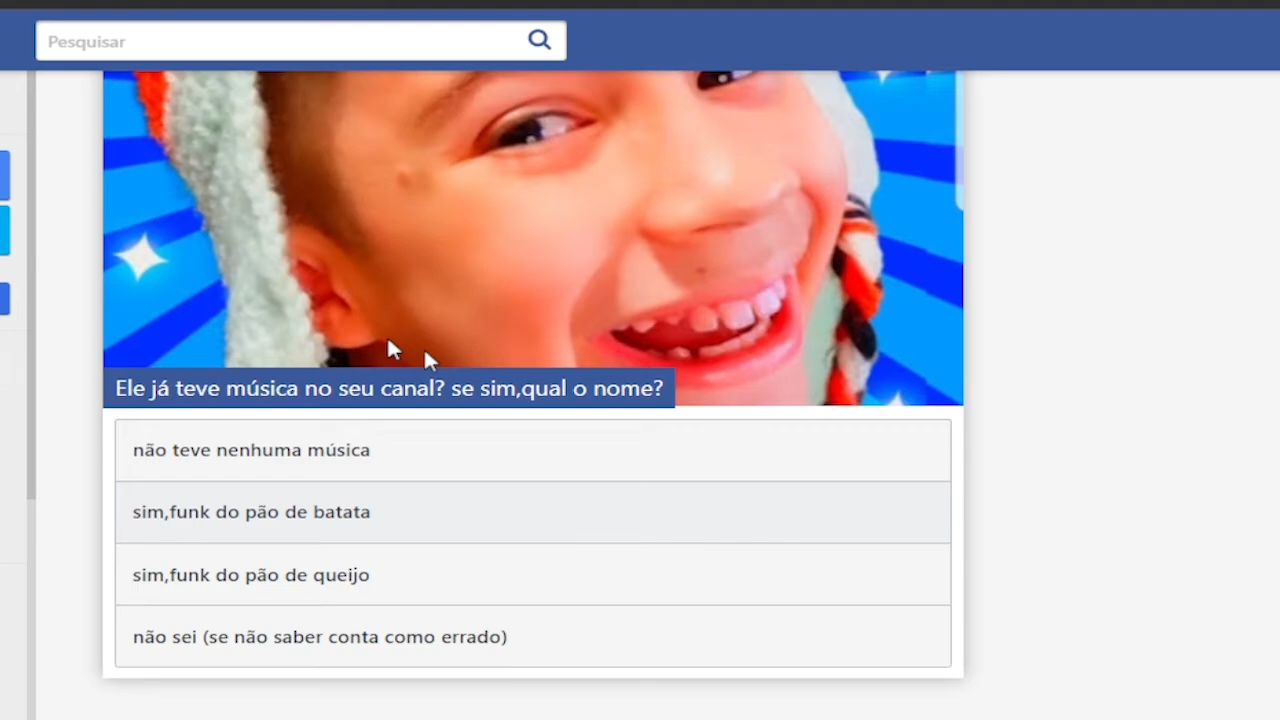 Pesquisar
Ele já teve música no seu canal? se sim,qual o nome?
não teve nenhuma música
sim,funk do pão de batata
sim,funk do pão de queijo
não sei (se não saber conta como errado)